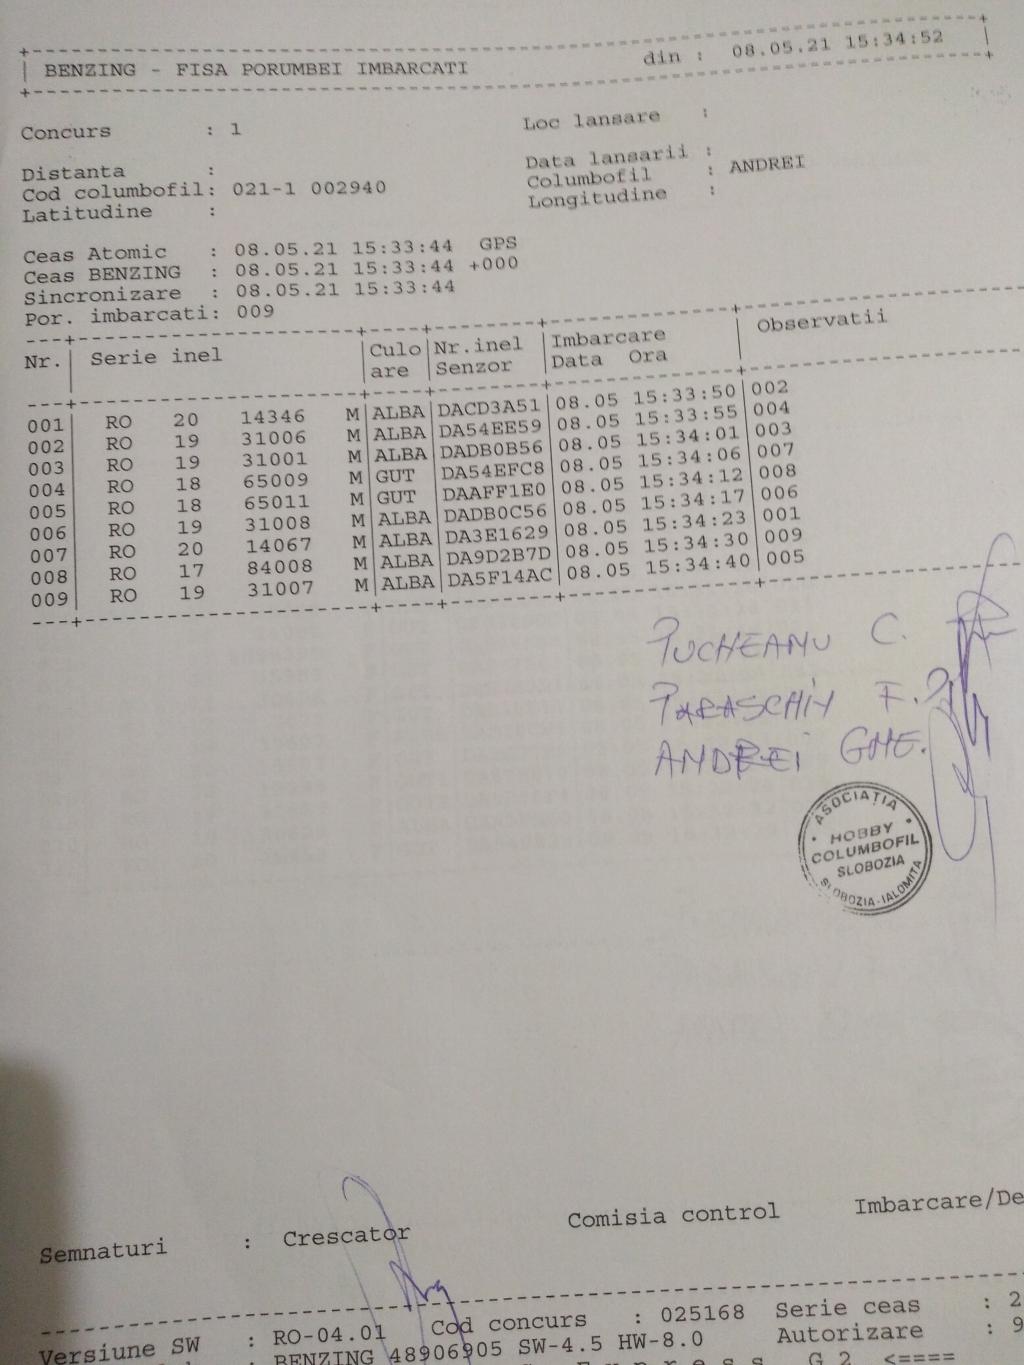 BENZING - FISA PORUMBEI IMBARCATI din : 08.05.21 15:34:52
Concurs : 1 Loc lansare :
Distanta : Data lansarii :
Cod columbofil: 021-1 002940 Columbofil : ANDREI
Latitudine : Longitudine :
Ceas Atomic : 08.05.21 15:33:44 GPS
Ceas BENZING : 08.05.21 15:33:44 +000
Sincronizare : 08.05.21 15:33:44
Por. imbarcati: 009
Nr. Serie inel Culo Nr.inel Imbarcare Observatii
are Senzor Data Ora
001 RO 20 14346 M ALBA DACD3A51 08.05 15:33:50 002
002 RO 19 31006 M ALBA DA54EE59 08.05 15:33:55 004
003 RO 19 31001 M ALBA DADB0B56 08.05 15:34:01 003
004 RO 18 65009 M GUT DA54EFC8 08.05 15:34:06 007
005 RO 18 65011 M GUT DAAFF1E0 08.05 15:34:12 008
006 RO 19 31008 M ALBA DADB0C56 08.05 15:34:17 006
007 RO 20 14067 M ALBA DA3E1629 08.05 15:34:23 001
008 RO 17 84008 M ALBA DA9D2B7D 08.05 15:34:30 009
009 RO 19 31007 M ALBA DA5F14AC 08.05 15:34:40 005
PUCHEANU C.
PARASCHIV F.
ANDREI GHE.
ASOCIAȚIA
HOBBY
COLUMBOFIL
SLOBOZIA
SLOBOZIA-IALOMITA
Semnaturi : Crescator Comisia control Imbarcare/De
Versiune SW : RO-04.01 Cod concurs : 025168 Serie ceas : 2
: BENZING 48906905 SW-4.5 HW-8.0 Autorizare : 9
E x p r e s s G 2 <====